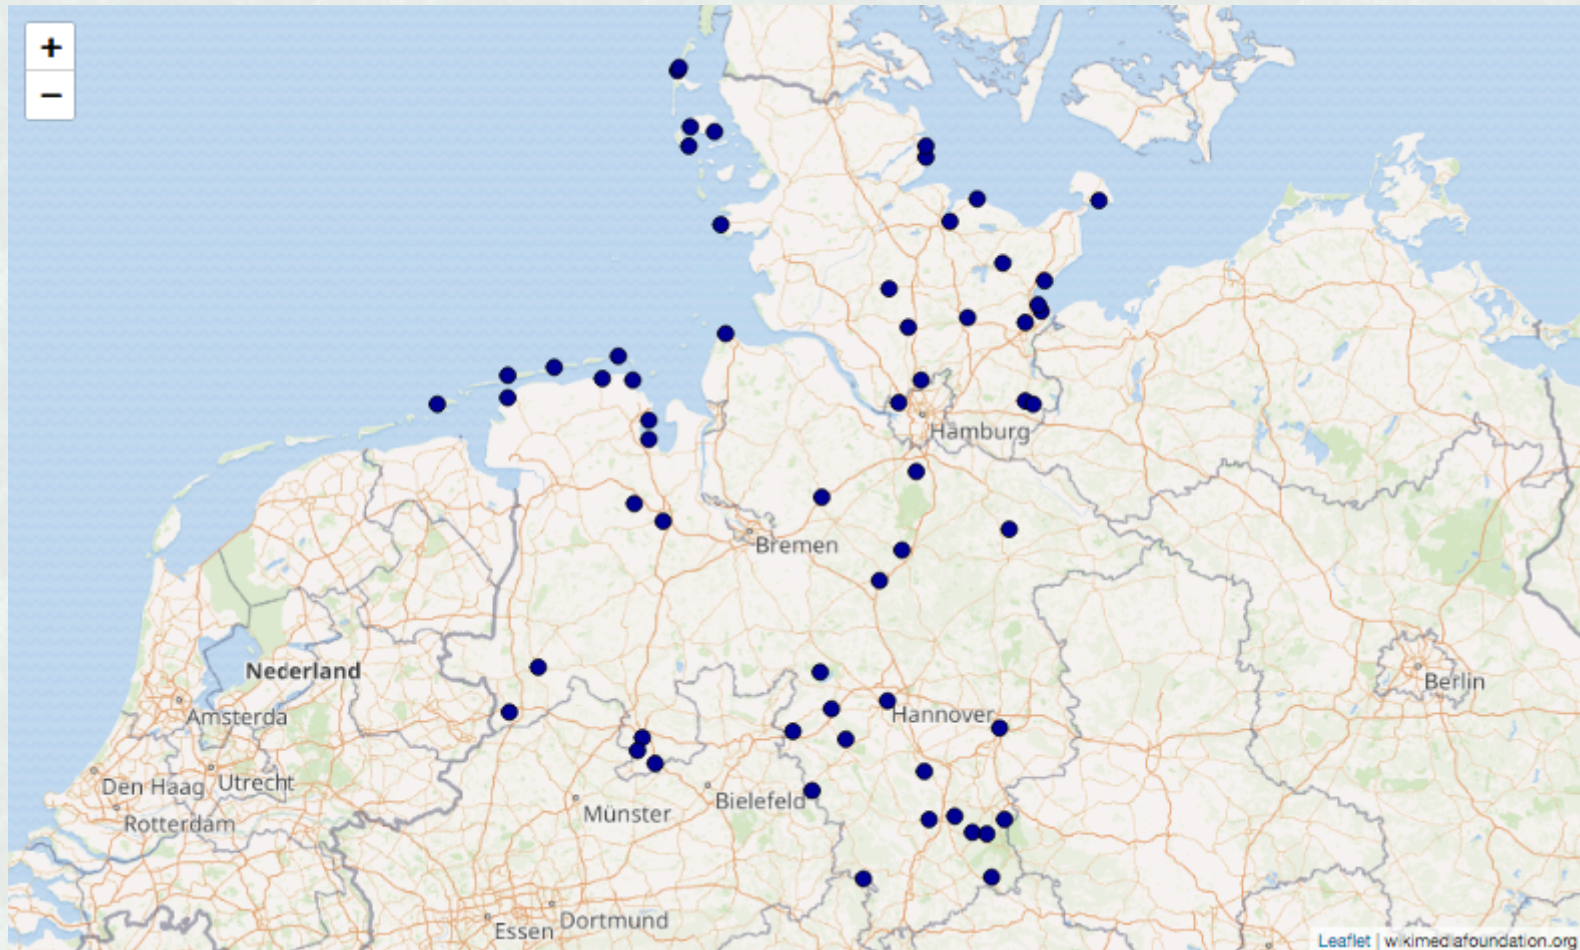 +
−
Hamburg
Bremen
Nederland
Berlin
Amsterda
Hannover
Den Haag
Utrecht
Bielefeld
Münster
Rotterdam
Dortmund
Essen
Leaflet | wikimediafoundation.org